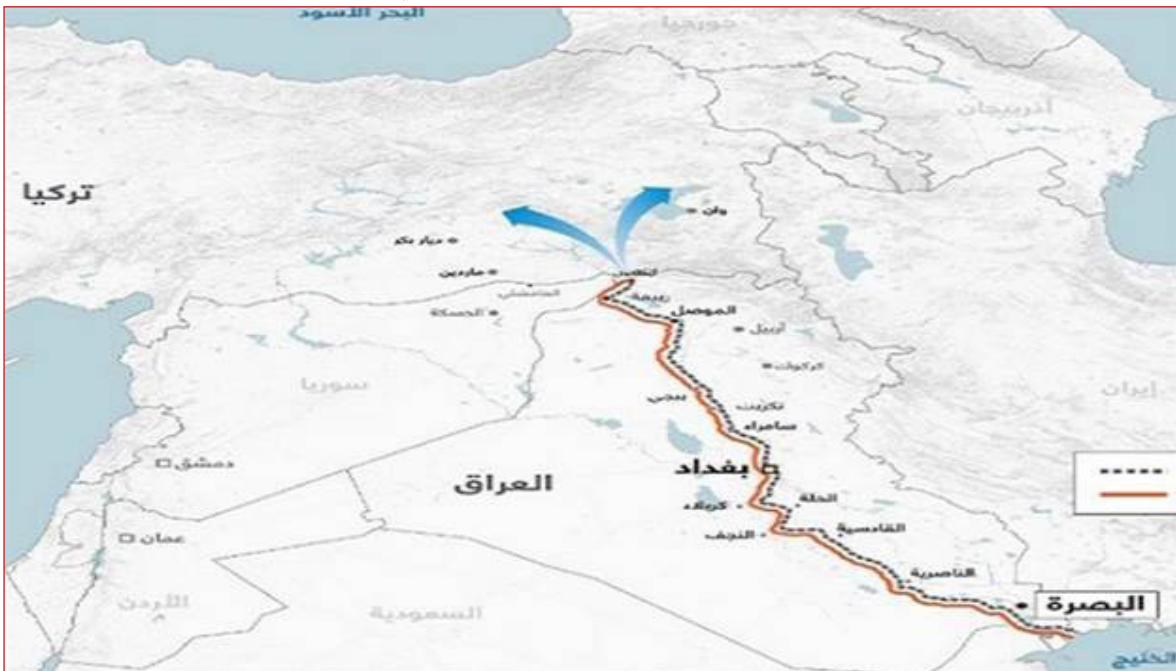 البحر الأسود
جورجيا
أذربيجان
تركيا
وان
ديار بكر
ماردين
القامشلي
الحسكة
ربيعة
الموصل
أربيل
كركوك
سوريا
إيران
بيجي
تكريت
سامراء
دمشق
بغداد
العراق
الحلة
كربلاء
القادسية
النجف
عمان
الناصرية
الأردن
السعودية
البصرة
الخليج